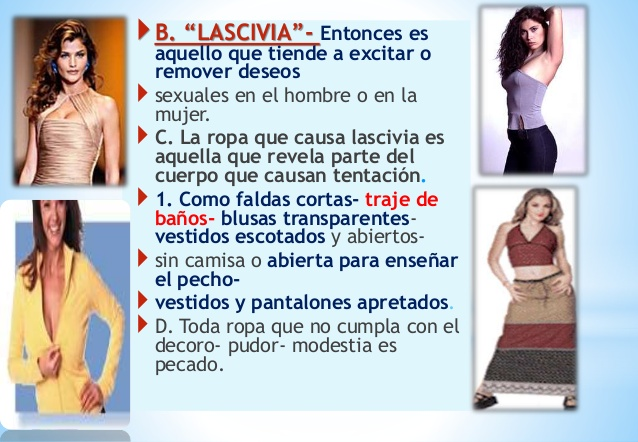 B. “LASCIVIA”- Entonces es
aquello que tiende a excitar o
remover deseos
sexuales en el hombre o en la
mujer.
C. La ropa que causa lascivia es
aquella que revela parte del
cuerpo que causan tentación.
1. Como faldas cortas- traje de
baños- blusas transparentes-
vestidos escotados y abiertos-
sin camisa o abierta para enseñar
el pecho-
vestidos y pantalones apretados.
D. Toda ropa que no cumpla con el
decoro- pudor- modestia es
pecado.